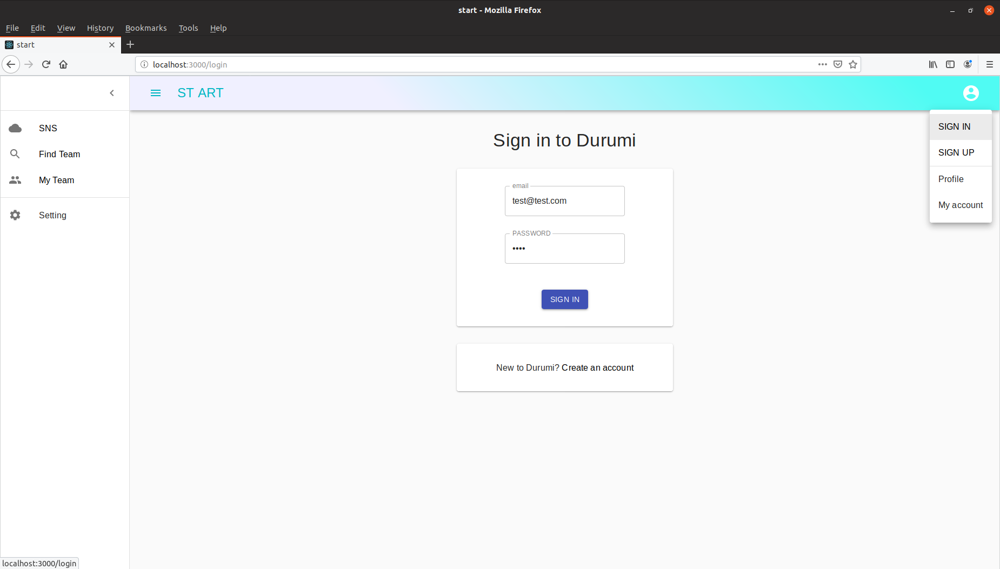 start - Mozilla Firefox
File Edit View History Bookmarks Tools Help
start
localhost:3000/login
ST ART
SNS
Find Team
My Team
Setting
Sign in to Durumi
email
test@test.com
PASSWORD
••••
SIGN IN
New to Durumi? Create an account
SIGN IN
SIGN UP
Profile
My account
localhost:3000/login